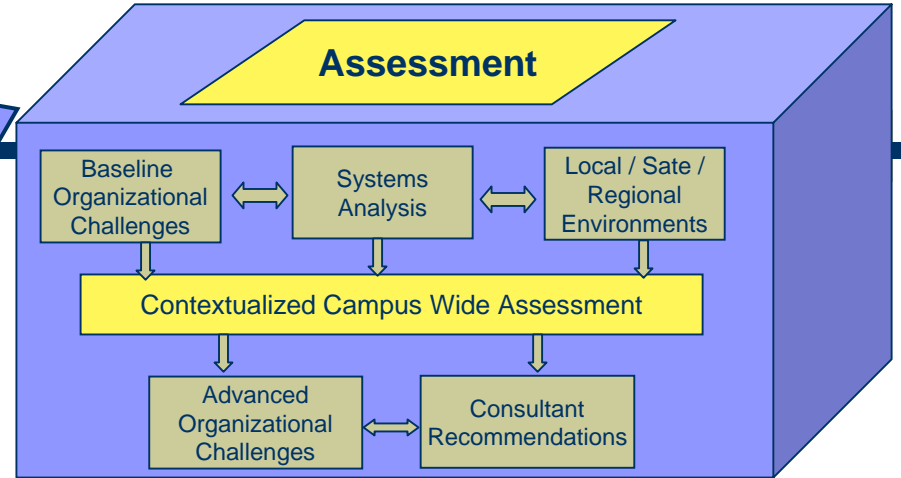 Assessment
Baseline
Organizational
Challenges
Systems
Analysis
Local / Sate /
Regional
Environments
Contextualized Campus Wide Assessment
Advanced
Organizational
Challenges
Consultant
Recommendations